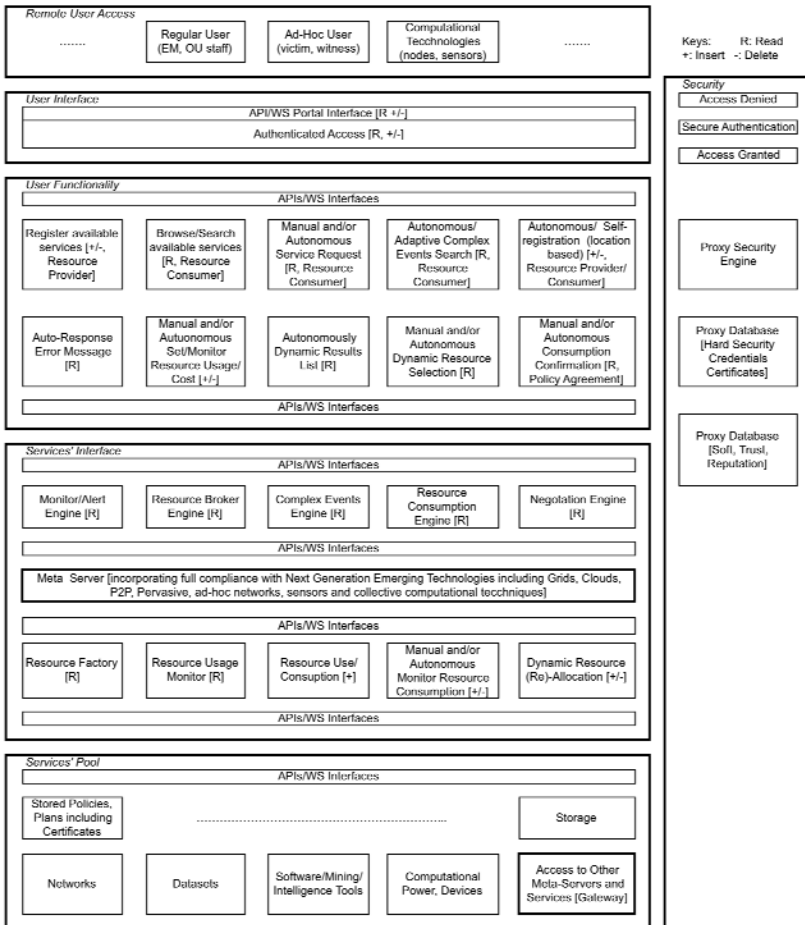 Remote User Access
.......
Regular User
(EM, OU staff)
Ad-Hoc User
(victim, witness)
Computational
Tecchnologies
(nodes, sensors)
.......
Keys: R: Read
+: Insert -: Delete
User Interface
API/WS Portal Interface [R +/-]
Authenticated Access [R, +/-]
Security
Access Denied
Secure Authentication
Access Granted
Proxy Security
Engine
Proxy Database
[Hard Security
Credentials
Certificates]
Proxy Database
[Soft, Trust,
Reputation]
User Functionality
APIs/WS Interfaces
Register available
services [+/-,
Resource
Provider]
Browse/Search
available services
[R, Resource
Consumer]
Manual and/or
Autonomous
Service Request
[R, Resource
Consumer]
Autonomous/
Adaptive Complex
Events Search [R,
Resource
Consumer]
Autonomous/ Self-
registration (location
based) [+/-,
Resource Provider/
Consumer]
Auto-Response
Error Message
[R]
Manual and/or
Autuonomous
Set/Monitor
Resource Usage/
Cost [+/-]
Autonomously
Dynamic Results
List [R]
Manual and/or
Autonomous
Dynamic Resource
Selection [R]
Manual and/or
Autonomous
Consumption
Confirmation [R,
Policy Agreement]
APIs/WS Interfaces
Services' Interface
APIs/WS Interfaces
Monitor/Alert
Engine [R]
Resource Broker
Engine [R]
Complex Events
Engine [R]
Resource
Consumption
Engine [R]
Negotation Engine
[R]
APIs/WS Interfaces
Meta Server [incorporating full compliance with Next Generation Emerging Technologies including Grids, Clouds,
P2P, Pervasive, ad-hoc networks, sensors and collective computational tecchniques]
APIs/WS Interfaces
Resource Factory
[R]
Resource Usage
Monitor [R]
Resource Use/
Consuption [+]
Manual and/or
Autonomous
Monitor Resource
Consumption [+/-]
Dynamic Resource
(Re)-Allocation [+/-]
APIs/WS Interfaces
Services' Pool
APIs/WS Interfaces
Stored Policies,
Plans including
Certificates
................................................................
Storage
Networks
Datasets
Software/Mining/
Intelligence Tools
Computational
Power, Devices
Access to Other
Meta-Servers and
Services [Gateway]